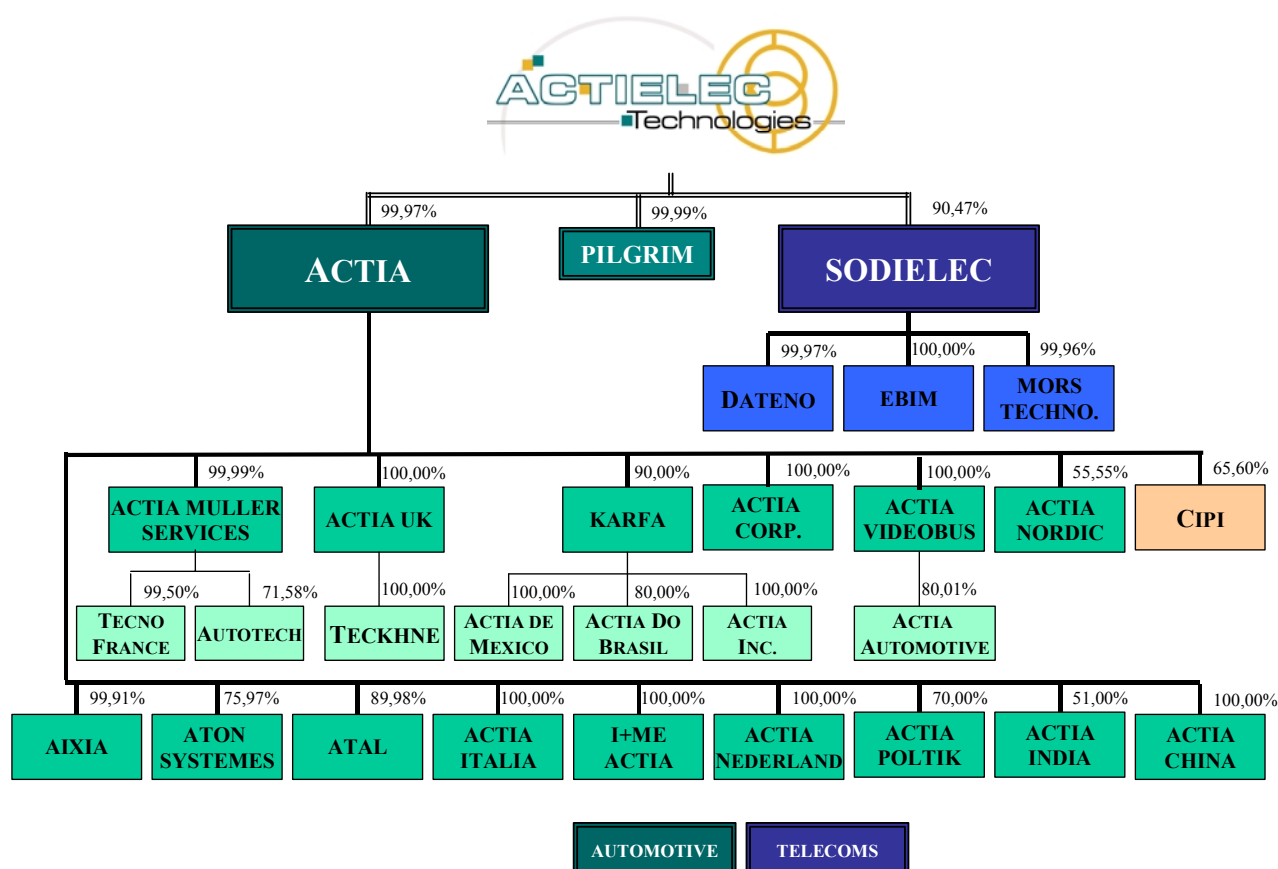 ACTIELEC
Technologies
99,97%
99,99%
90,47%
ACTIA
PILGRIM
SODIELEC
99,97%
100,00%
99,96%
DATENO
EBIM
MORS
TECHNO.
99,99%
100,00%
90,00%
100,00%
100,00%
55,55%
65,60%
ACTIA MULLER
SERVICES
ACTIA UK
KARFA
ACTIA
CORP.
ACTIA
VIDEOBUS
ACTIA
NORDIC
CIPI
99,50%
71,58%
100,00%
100,00%
80,00%
100,00%
80,01%
TECNO
FRANCE
AUTOTECH
TECKHNE
ACTIA DE
MEXICO
ACTIA DO
BRASIL
ACTIA
INC.
ACTIA
AUTOMOTIVE
99,91%
75,97%
89,98%
100,00%
100,00%
100,00%
70,00%
51,00%
100,00%
AIXIA
ATON
SYSTEMES
ATAL
ACTIA
ITALIA
I+ME
ACTIA
ACTIA
NEDERLAND
ACTIA
POLTIK
ACTIA
INDIA
ACTIA
CHINA
AUTOMOTIVE
TELECOMS